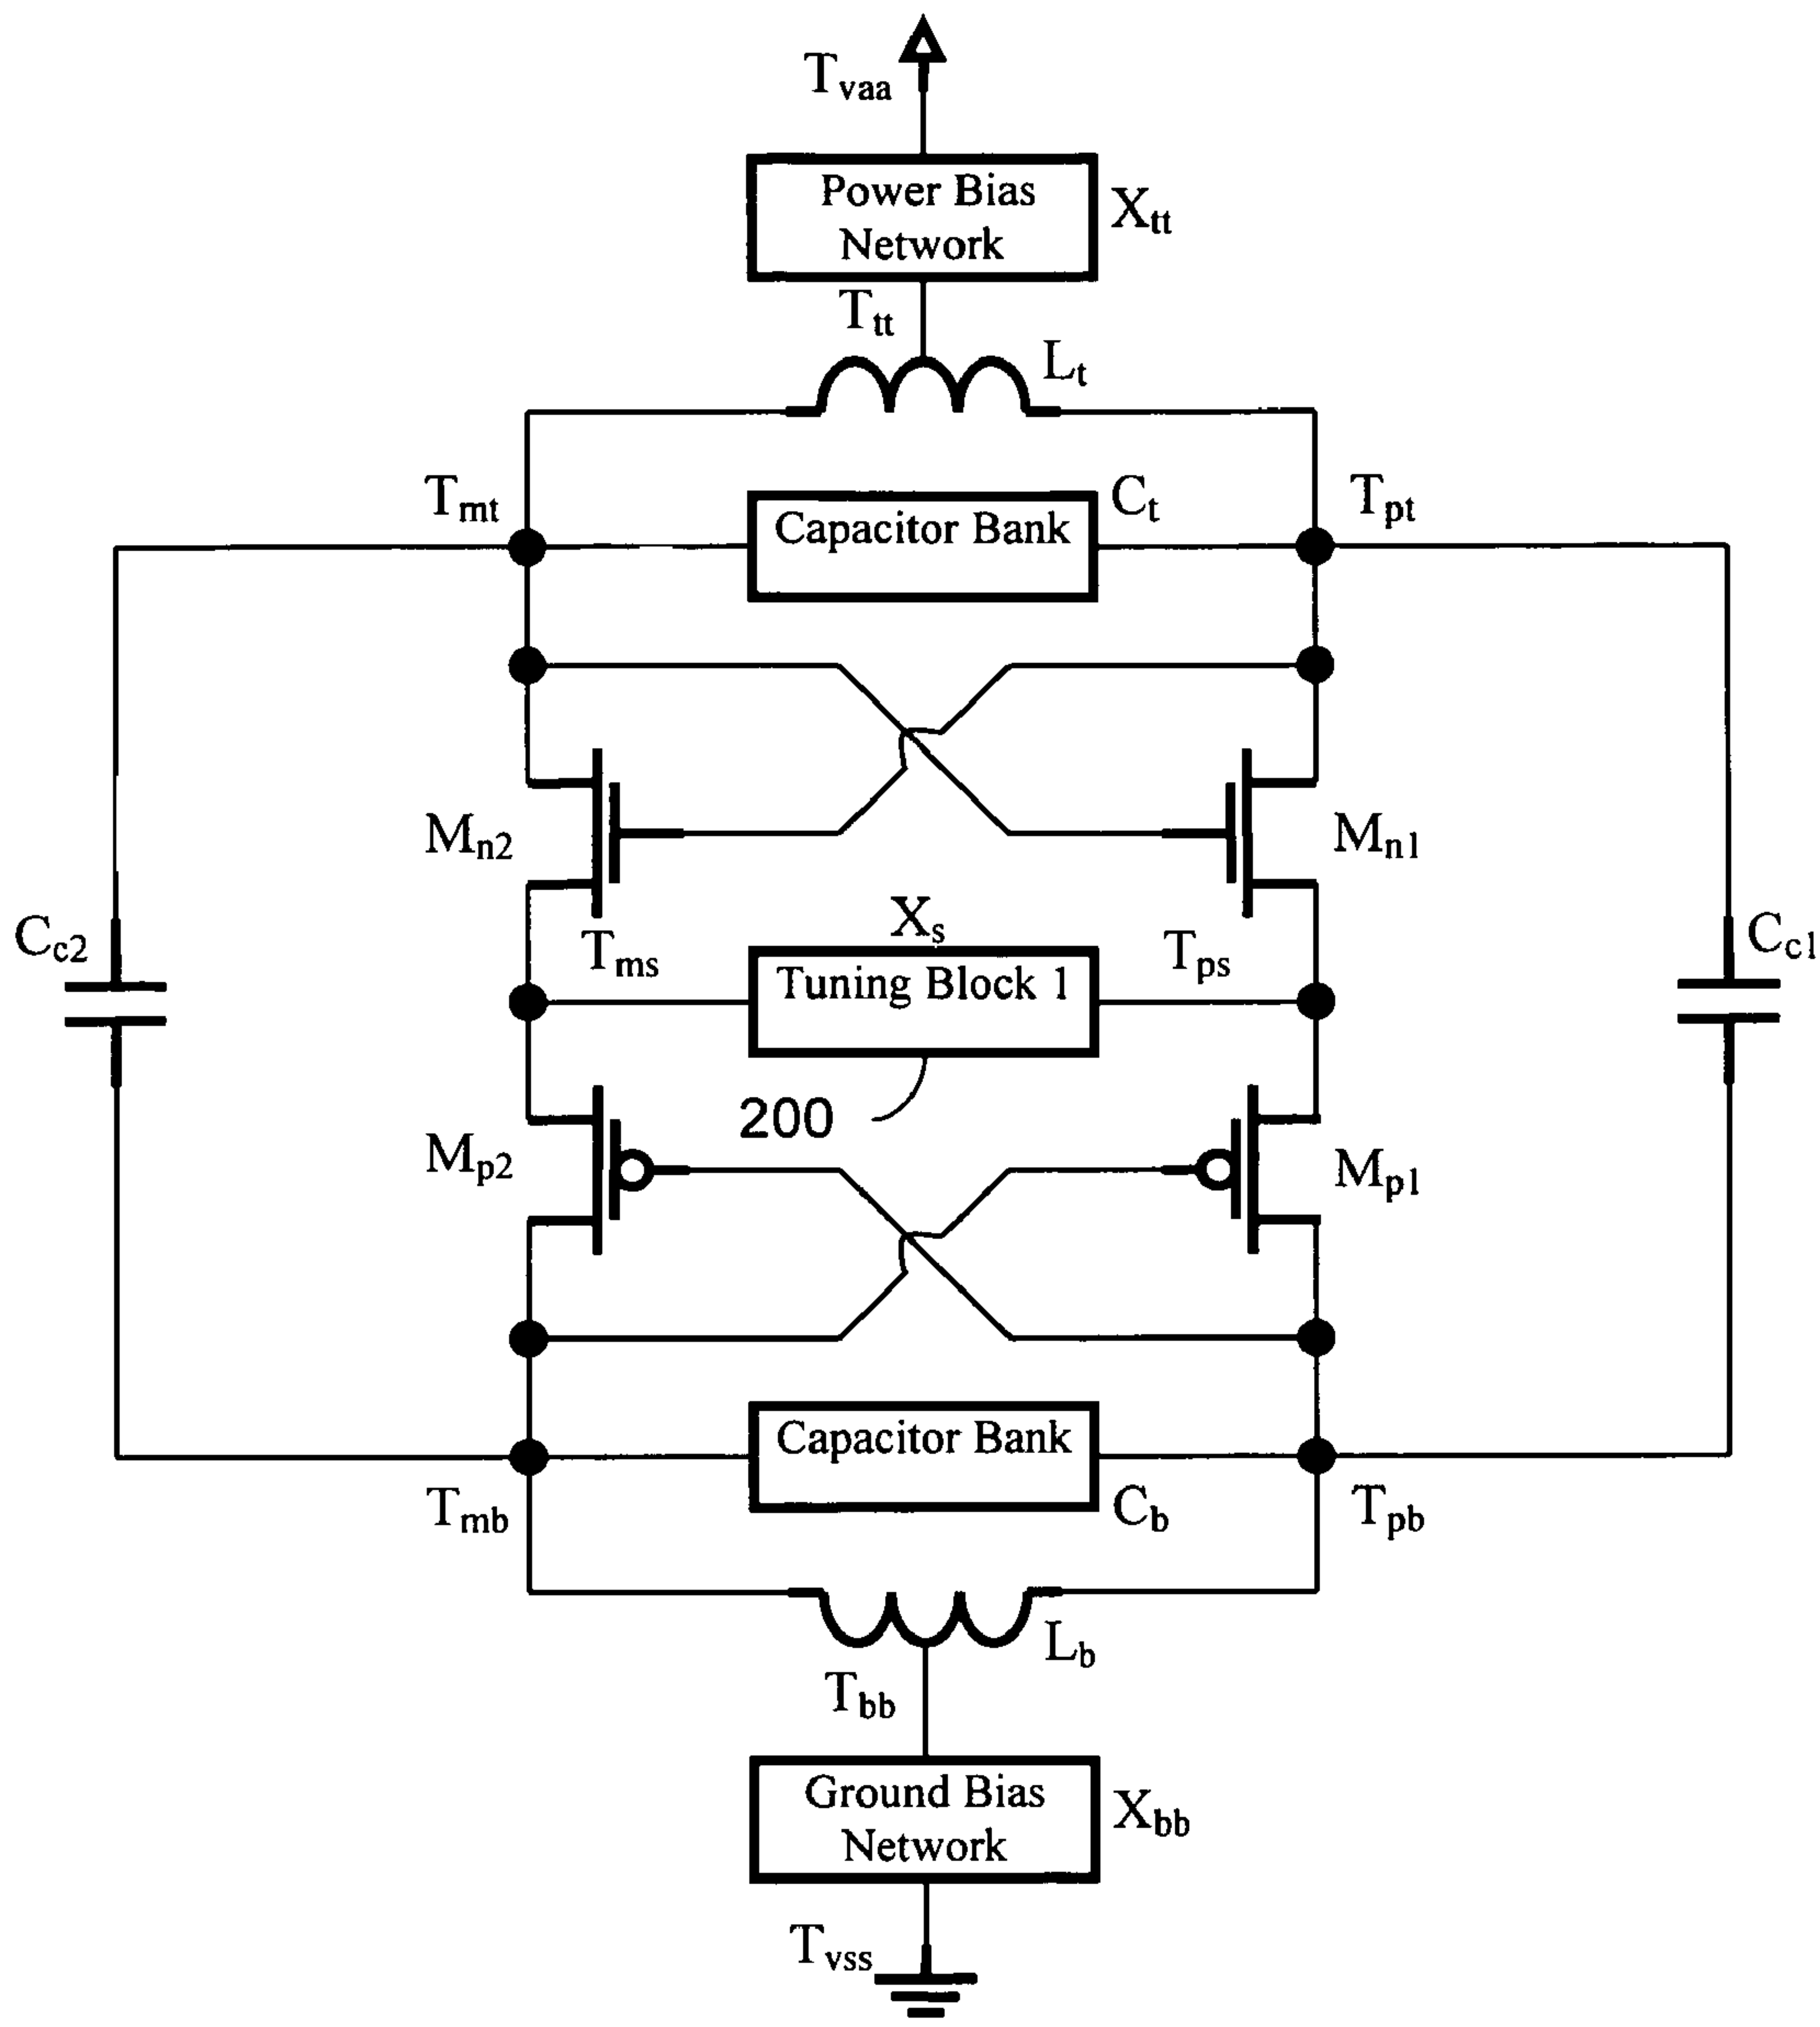 Tvaa
Power Bias
Network
Xtt
Ttt
Lt
Tmt
Capacitor Bank
Ct
Tpt
Mn2
Mn1
Cc2
Tms
Xs
Tps
Cc1
Tuning Block 1
200
Mp2
Mp1
Capacitor Bank
Tmb
Cb
Tpb
Lb
Tbb
Ground Bias
Network
Xbb
Tvss